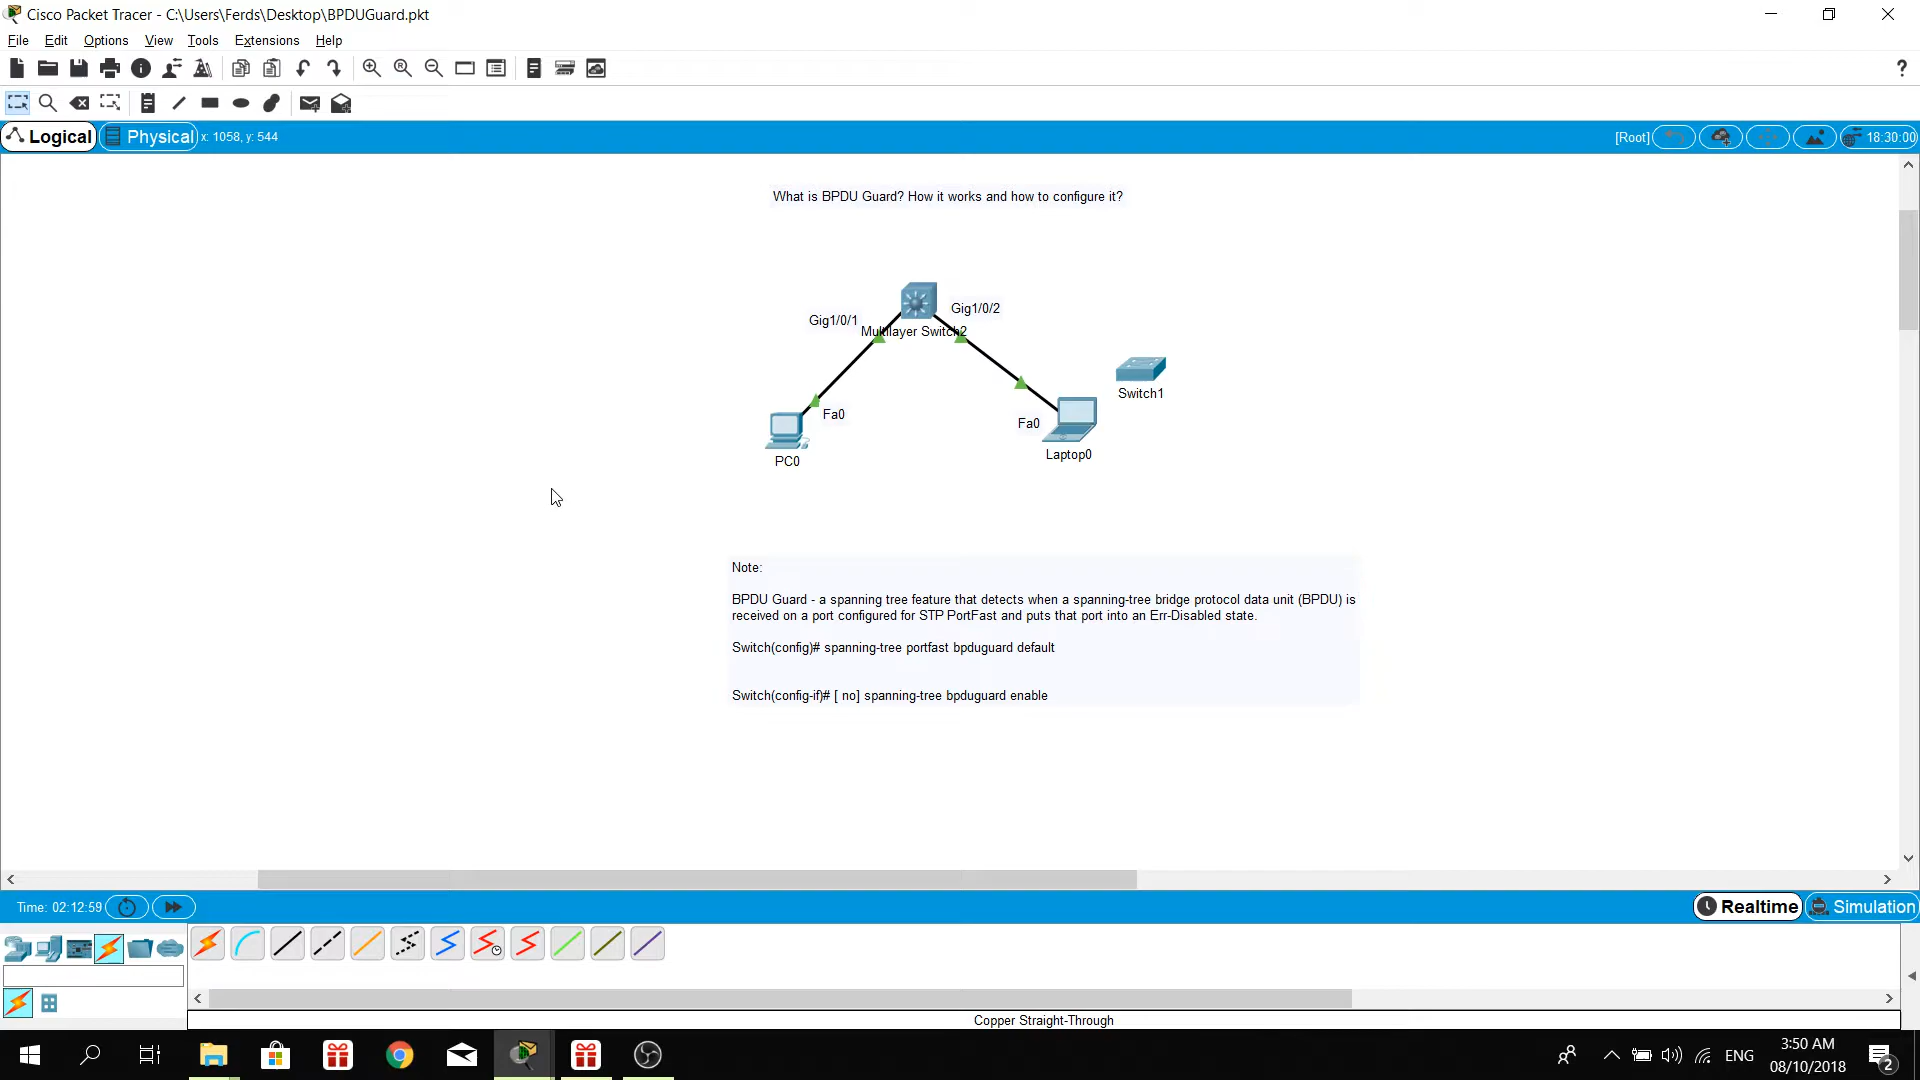 Cisco Packet Tracer - C:\Users\Ferds\Desktop\BPDUGuard.pkt
File Edit Options View Tools Extensions Help
?
Logical Physical x: 1058, y: 544 [Root] 18:30:00
What is BPDU Guard? How it works and how to configure it?
Gig1/0/2
Gig1/0/1
Multilayer Switch2
Switch1
Fa0
Fa0
Laptop0
PC0
Note:
BPDU Guard - a spanning tree feature that detects when a spanning-tree bridge protocol data unit (BPDU) is
received on a port configured for STP PortFast and puts that port into an Err-Disabled state.
Switch(config)# spanning-tree portfast bpduguard default
Switch(config-if)# [ no] spanning-tree bpduguard enable
Time: 02:12:59 Realtime Simulation
Copper Straight-Through
ENG
3:50 AM
08/10/2018
2